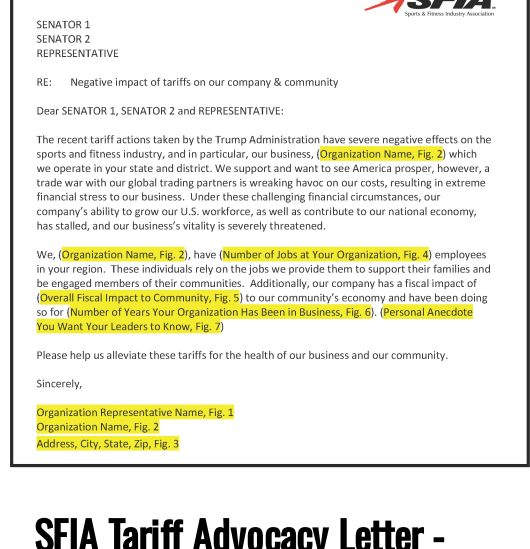 SFIA
Sports & Fitness Industry Association
SENATOR 1
SENATOR 2
REPRESENTATIVE
RE: Negative impact of tariffs on our company & community
Dear SENATOR 1, SENATOR 2 and REPRESENTATIVE:
The recent tariff actions taken by the Trump Administration have severe negative effects on the
sports and fitness industry, and in particular, our business, (Organization Name, Fig. 2) which
we operate in your state and district. We support and want to see America prosper, however, a
trade war with our global trading partners is wreaking havoc on our costs, resulting in extreme
financial stress to our business. Under these challenging financial circumstances, our
company's ability to grow our U.S. workforce, as well as contribute to our national economy,
has stalled, and our business's vitality is severely threatened.
We, (Organization Name, Fig. 2), have (Number of Jobs at Your Organization, Fig. 4) employees
in your region. These individuals rely on the jobs we provide them to support their families and
be engaged members of their communities. Additionally, our company has a fiscal impact of
(Overall Fiscal Impact to Community, Fig. 5) to our community's economy and have been doing
so for (Number of Years Your Organization Has Been in Business, Fig. 6). (Personal Anecdote
You Want Your Leaders to Know, Fig. 7)
Please help us alleviate these tariffs for the health of our business and our community.
Sincerely,
Organization Representative Name, Fig. 1
Organization Name, Fig. 2
Address, City, State, Zip, Fig. 3
SFIA Tariff Advocacy Letter -